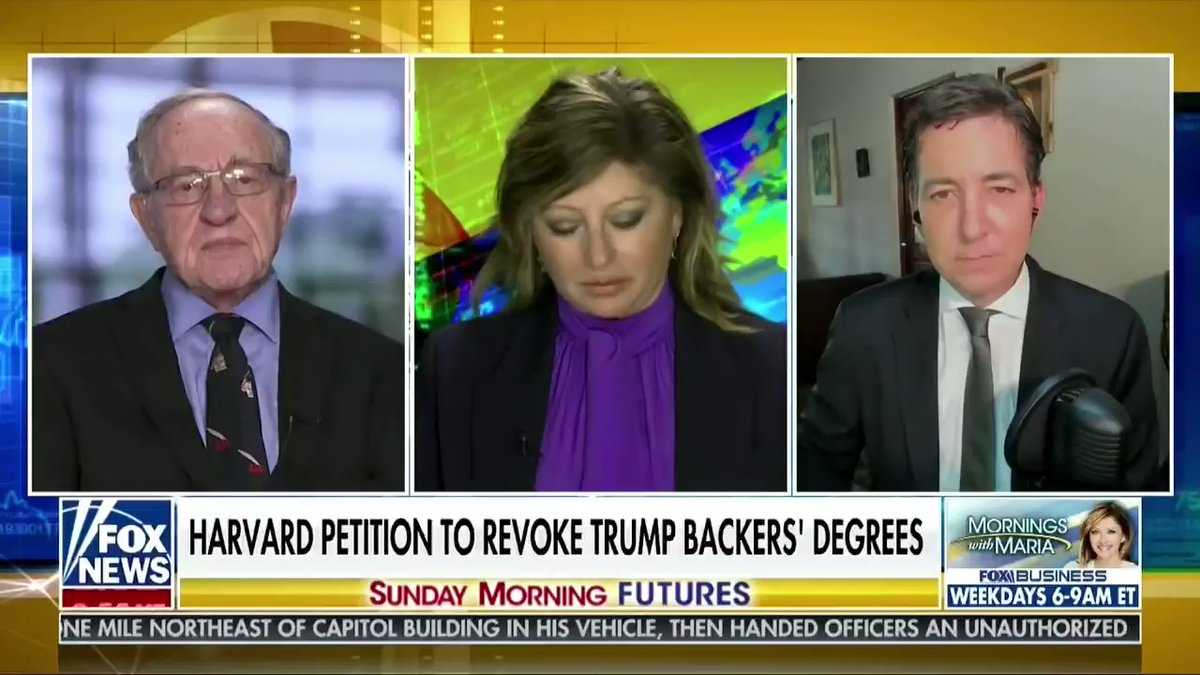 FOX
NEWS
HARVARD PETITION TO REVOKE TRUMP BACKERS' DEGREES
SUNDAY MORNING FUTURES
MORNINGS
with MARIA
FOX BUSINESS
WEEKDAYS 6-9AM ET
ONE MILE NORTHEAST OF CAPITOL BUILDING IN HIS VEHICLE, THEN HANDED OFFICERS AN UNAUTHORIZED